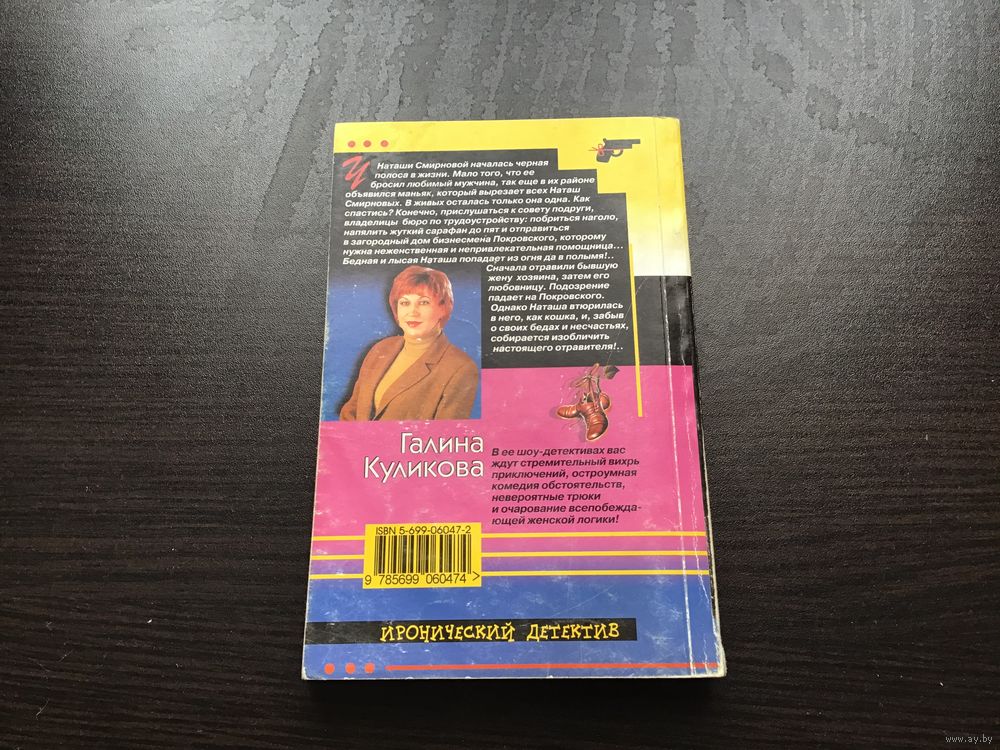 У Наташи Смирновой началась черная
полоса в жизни. Мало того, что ее
бросил любимый мужчина, так еще в их районе
объявился маньяк, который вырезает всех Наташ
Смирновых. В живых осталась только она одна. Как
спастись? Конечно, прислушаться к совету подруги,
владелицы бюро по трудоустройству: побриться наголо,
напялить жуткий сарафан до пят и отправиться
в загородный дом бизнесмена Покровского, которому
нужна неженственная и непривлекательная помощница...
Бедная и лысая Наташа попадает из огня да в полымя!..
Сначала отравили бывшую
жену хозяина, затем его
любовницу. Подозрение
падает на Покровского.
Однако Наташа втюрилась
в него, как кошка, и, забыв
о своих бедах и несчастьях,
собирается изобличить
настоящего отравителя!..
Галина
Куликова
В ее шоу-детективах вас
ждут стремительный вихрь
приключений, остроумная
комедия обстоятельств,
невероятные трюки
и очарование всепобеждa-
ющей женской логики!
ISBN 5-699-06047-2
9 785699 060474 >
ИРОНИЧЕСКИЙ ДЕТЕКТИВ
www.ay.by